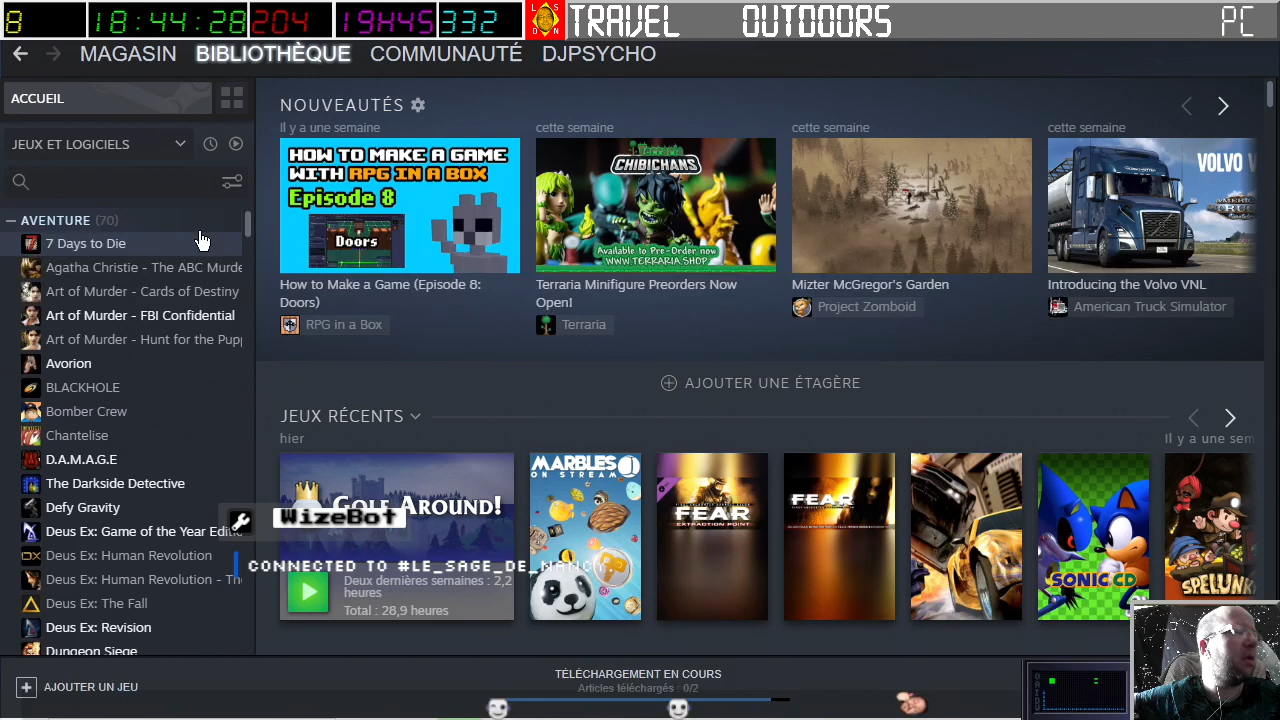 8 18:44:28 204 19H45 332 LSDN TRAVEL OUTDOORS PC
MAGASIN BIBLIOTHÈQUE COMMUNAUTÉ DJPSYCHO
ACCUEIL
JEUX ET LOGICIELS
AVENTURE (70)
7 Days to Die
Agatha Christie - The ABC Murde
Art of Murder - Cards of Destiny
Art of Murder - FBI Confidential
Art of Murder - Hunt for the Pupp
Avorion
BLACKHOLE
Bomber Crew
Chantelise
D.A.M.A.G.E
The Darkside Detective
Defy Gravity
Deus Ex: Game of the Year Editi
Deus Ex: Human Revolution
Deus Ex: Human Revolution - Th
Deus Ex: The Fall
Deus Ex: Revision
Dungeon Siege
NOUVEAUTÉS
Il y a une semaine
HOW TO MAKE A GAME
WITH RPG IN A BOX
Episode 8
Doors
How to Make a Game (Episode 8:
Doors)
RPG in a Box
cette semaine
Terraria
CHIBICHANS
Available to Pre-Order now
WWW.TERRARIA.SHOP
Terraria Minifigure Preorders Now
Open!
Terraria
cette semaine
Mizter McGregor's Garden
Project Zomboid
cette semaine
VOLVO V
Introducing the Volvo VNL
American Truck Simulator
AJOUTER UNE ÉTAGÈRE
JEUX RÉCENTS
hier
Il y a une sem
GOLF AROUND!
Deux dernières semaines : 2,2
heures
Total : 28,9 heures
MARBLES
ON STREAM
FEAR
EXTRACTION POINT
FEAR
SONIC CD
SPELUNK
WizeBot
CONNECTED TO #LE_SAGE_DE_NANCY
AJOUTER UN JEU
TÉLÉCHARGEMENT EN COURS
Articles téléchargés : 0/2